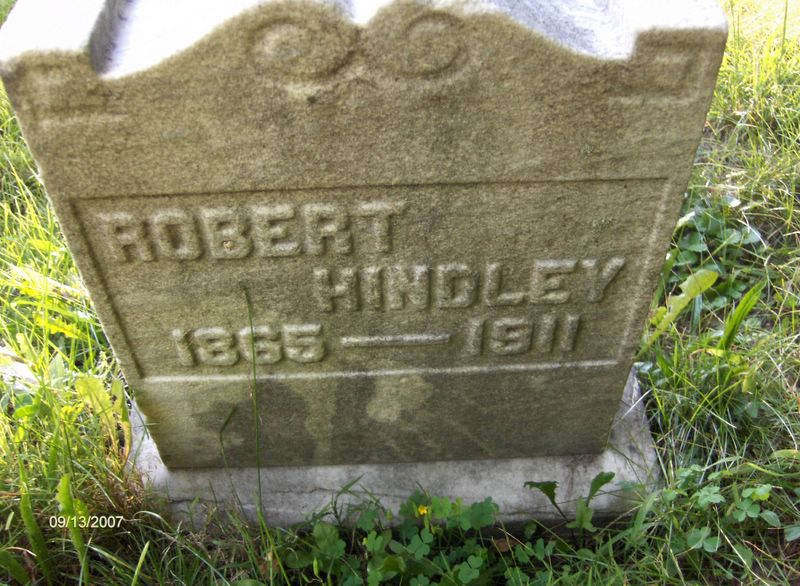 ROBERT
HINDLEY
1865 — 1911
09/13/2007